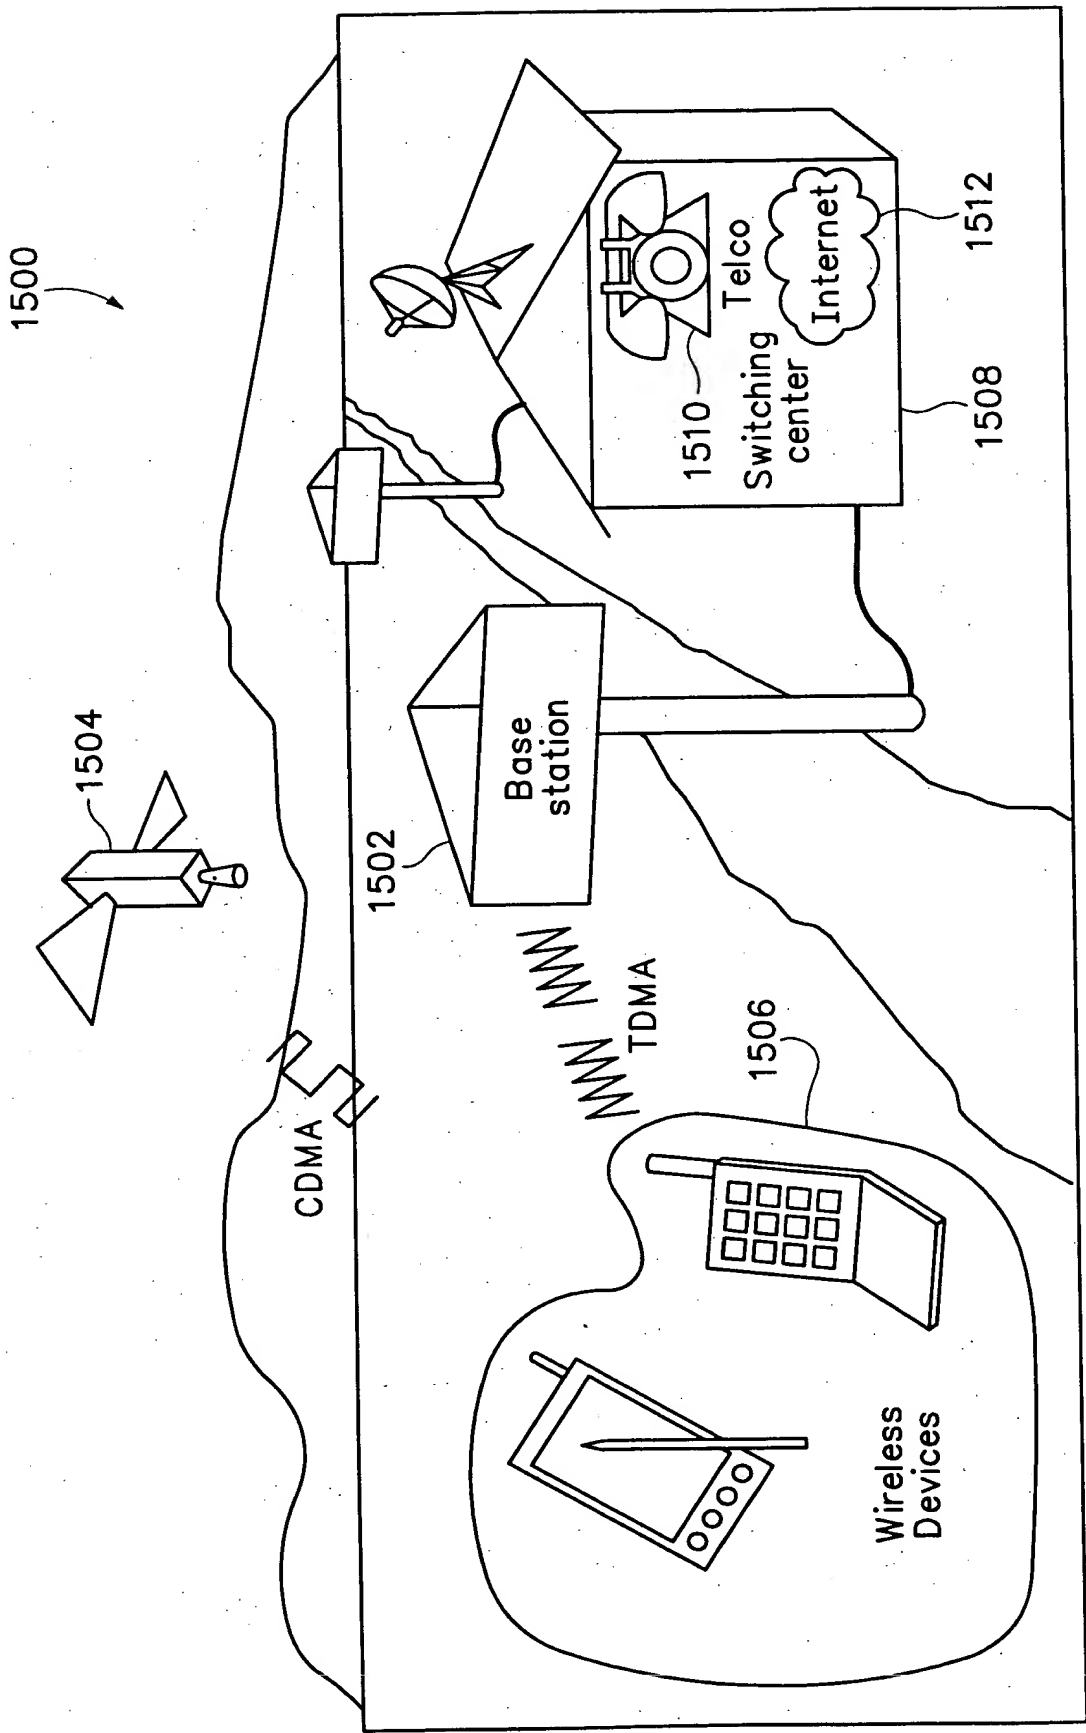 1500
1504
CDMA
1502
Base
station
TDMA
1506
Wireless
Devices
1510
Telco
Switching
center
Internet
1512
1508